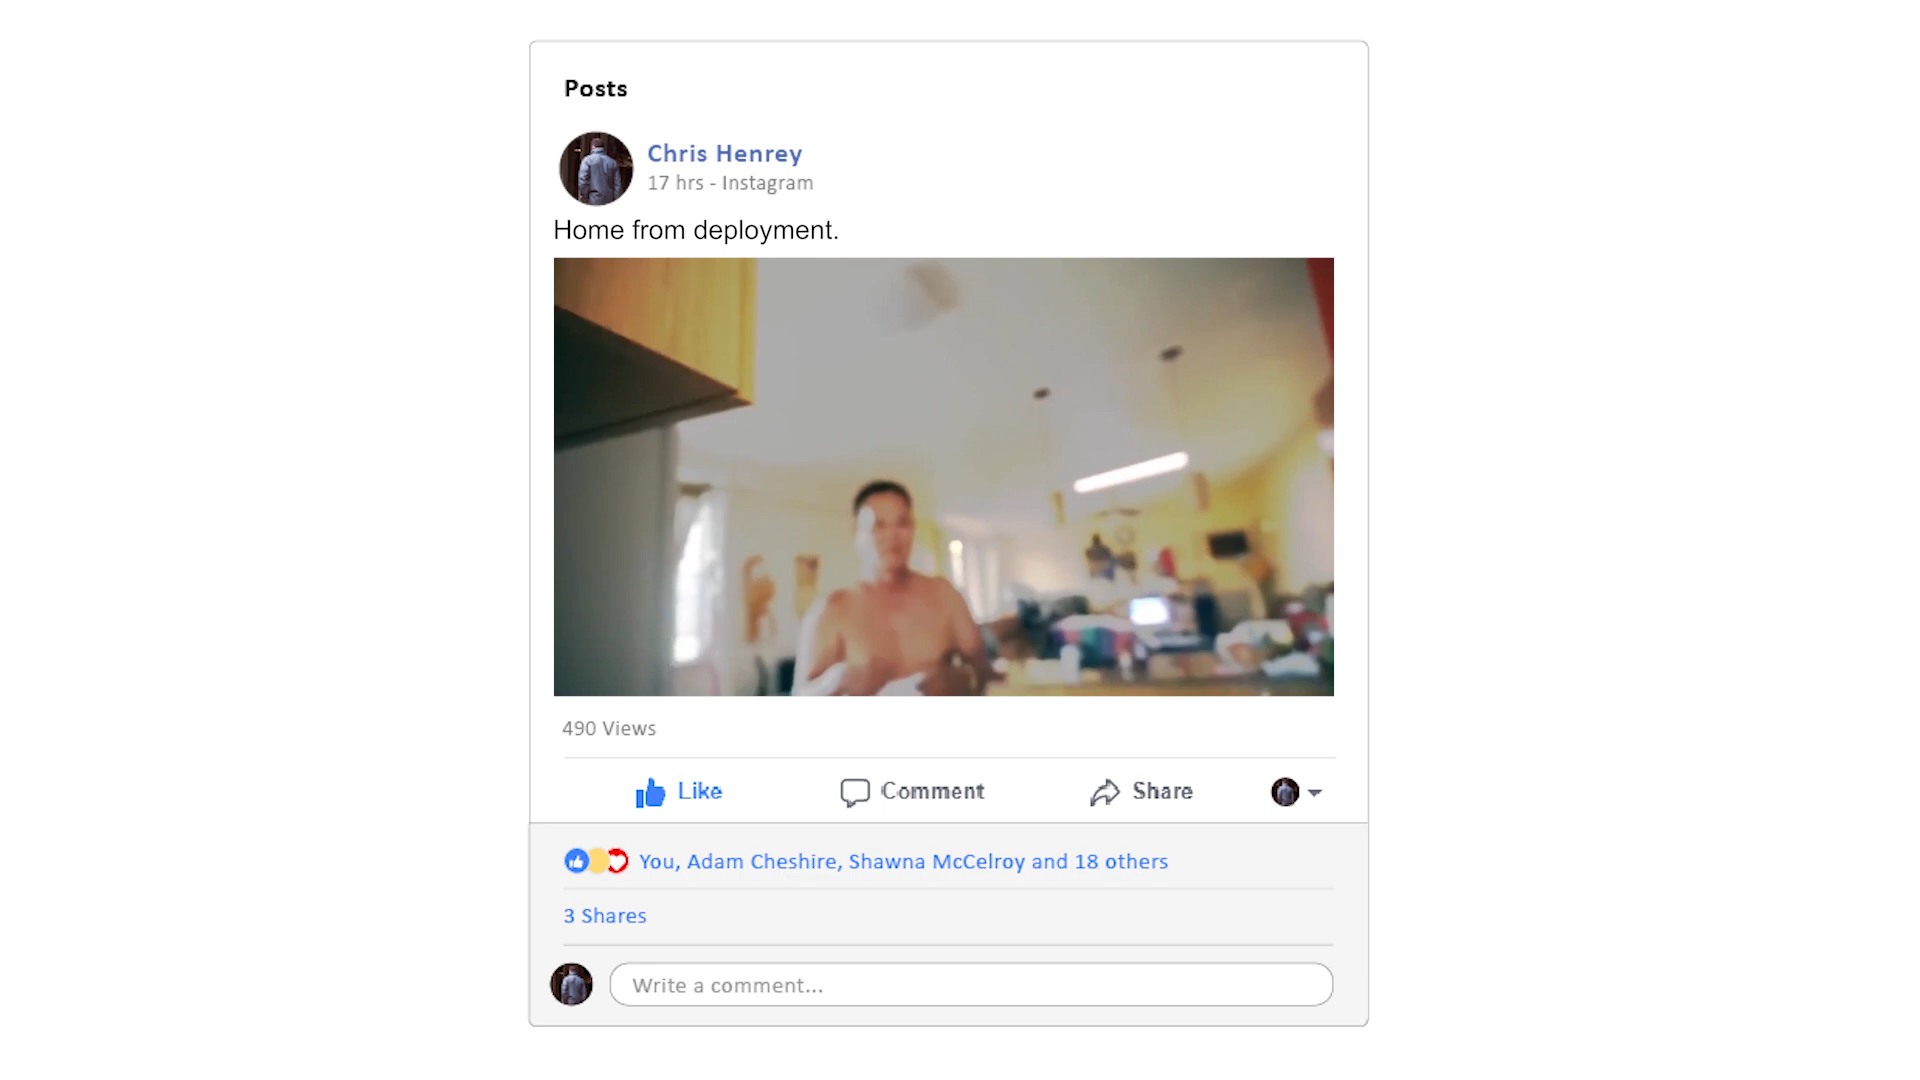 Posts
Chris Henrey
17 hrs - Instagram
Home from deployment.
490 Views
Like
Comment
Share
You, Adam Cheshire, Shawna McCelroy and 18 others
3 Shares
Write a comment...